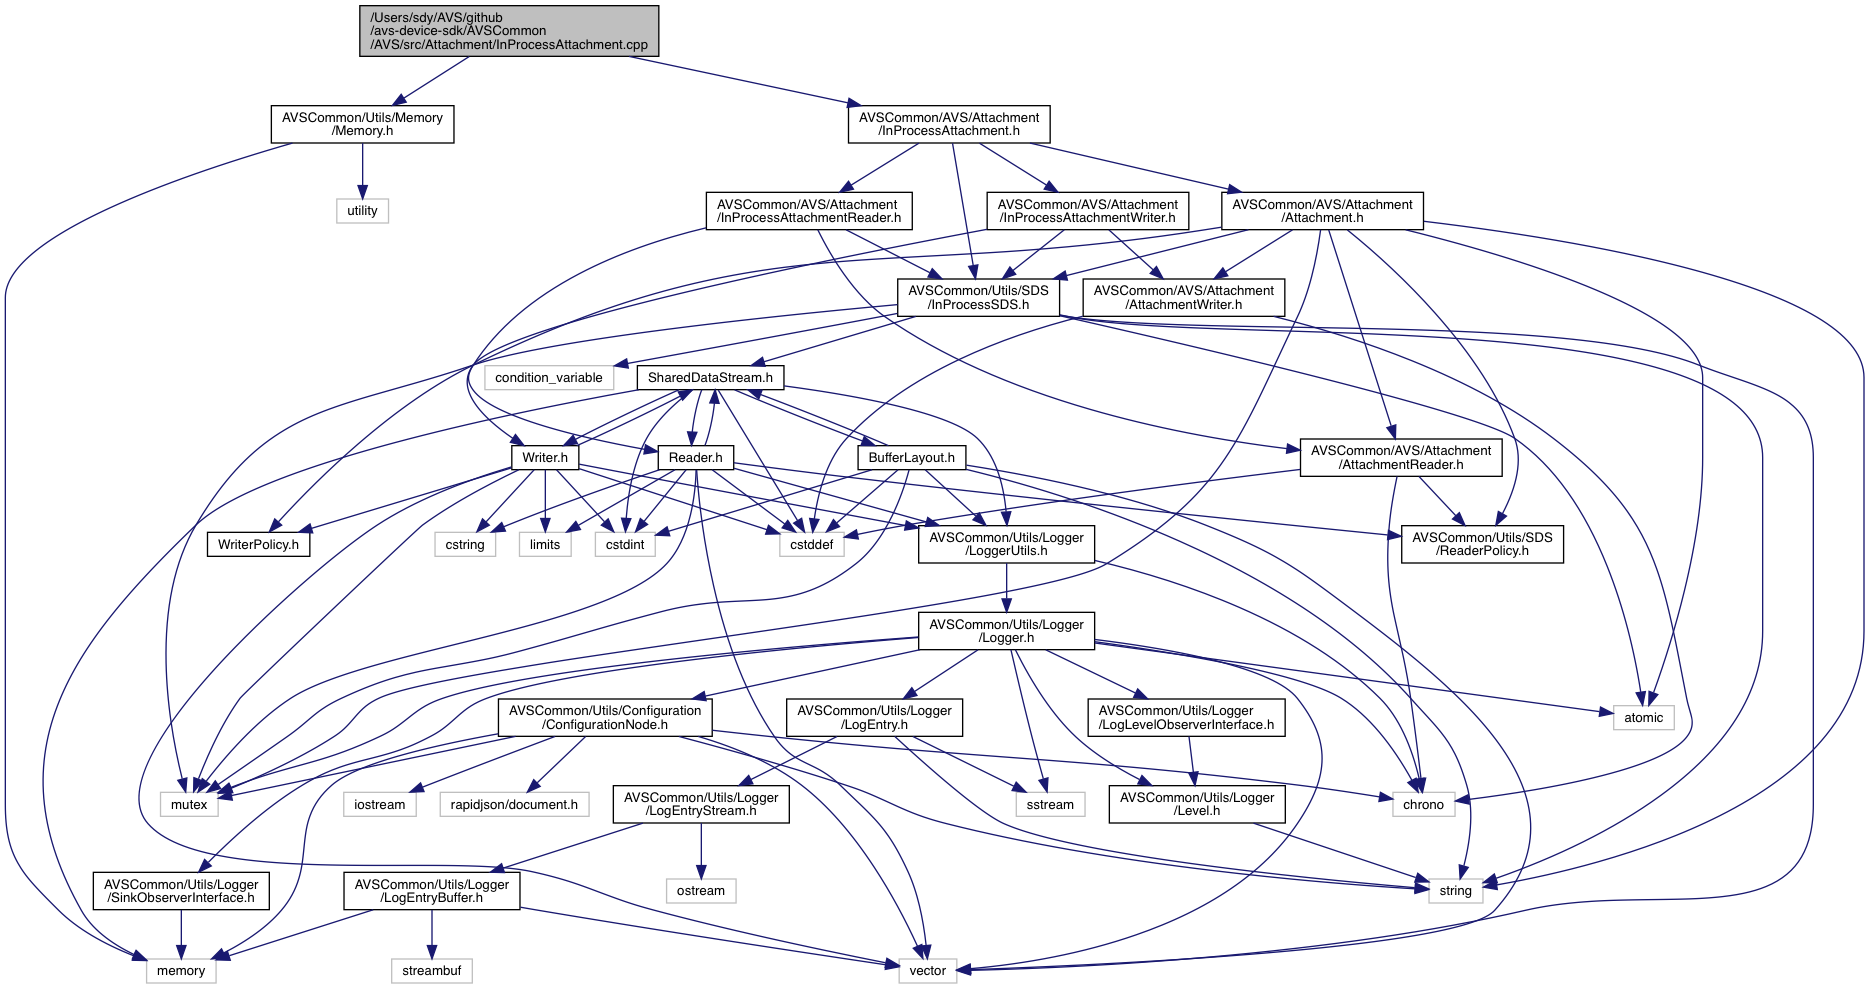 /Users/sdy/AVS/github
/avs-device-sdk/AVSCommon
/AVS/src/Attachment/InProcessAttachment.cpp
AVSCommon/Utils/Memory
/Memory.h
AVSCommon/AVS/Attachment
/InProcessAttachment.h
utility
AVSCommon/AVS/Attachment
/InProcessAttachmentReader.h
AVSCommon/AVS/Attachment
/InProcessAttachmentWriter.h
AVSCommon/AVS/Attachment
/Attachment.h
AVSCommon/Utils/SDS
/InProcessSDS.h
AVSCommon/AVS/Attachment
/AttachmentWriter.h
condition_variable
SharedDataStream.h
Writer.h
Reader.h
BufferLayout.h
AVSCommon/AVS/Attachment
/AttachmentReader.h
WriterPolicy.h
cstring
limits
cstdint
cstddef
AVSCommon/Utils/Logger
/LoggerUtils.h
AVSCommon/Utils/SDS
/ReaderPolicy.h
AVSCommon/Utils/Logger
/Logger.h
AVSCommon/Utils/Configuration
/ConfigurationNode.h
AVSCommon/Utils/Logger
/LogEntry.h
AVSCommon/Utils/Logger
/LogLevelObserverInterface.h
atomic
mutex
iostream
rapidjson/document.h
AVSCommon/Utils/Logger
/LogEntryStream.h
sstream
AVSCommon/Utils/Logger
/Level.h
chrono
AVSCommon/Utils/Logger
/SinkObserverInterface.h
AVSCommon/Utils/Logger
/LogEntryBuffer.h
ostream
string
memory
streambuf
vector